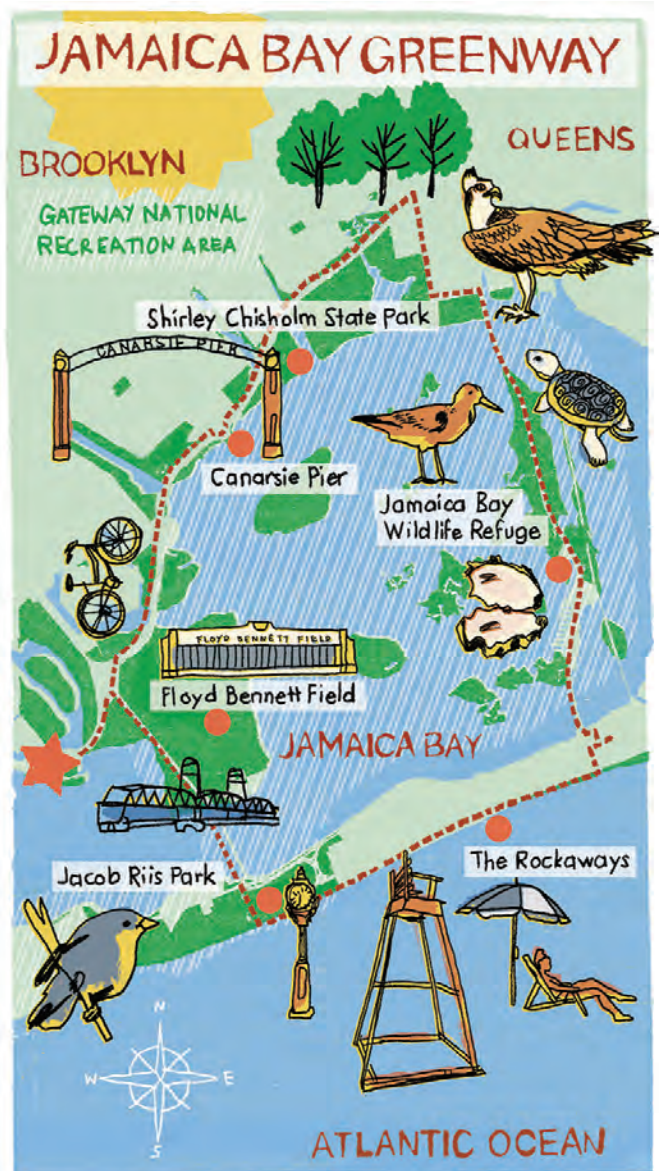 JAMAICA BAY GREENWAY
QUEENS
BROOKLYN
GATEWAY NATIONAL
RECREATION AREA
Shirley Chisholm State Park
CANARSIE PIER
Canarsie Pier
Jamaica Bay
Wildlife Refuge
FLOYD BENNETT FIELD
Floyd Bennett Field
JAMAICA BAY
The Rockaways
Jacob Riis Park
N
W E
S
ATLANTIC OCEAN